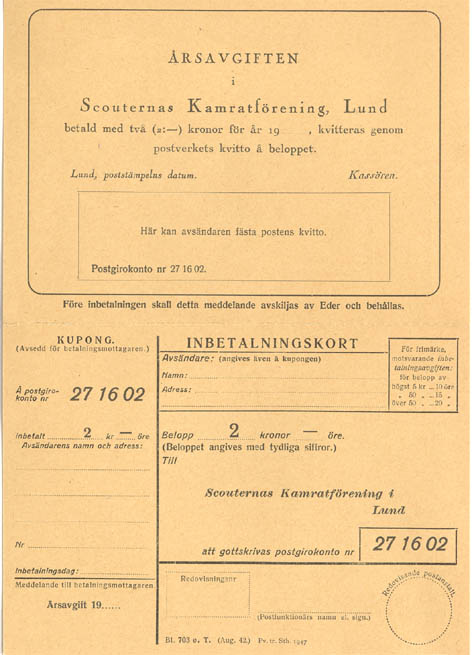 ÅRSAVGIFTEN
i
Scouternas Kamratförening, Lund
betald med två (2:—) kronor för år 19 , kvitteras genom
postverkets kvitto å beloppet.
Lund, poststämpelns datum. Kassören.
Här kan avsändaren fästa postens kvitto.
Postgirokonto nr 27 16 02.
Före inbetalningen skall detta meddelande avskiljas av Eder och behållas.
KUPONG.
(Avsedd för betalningsmottagaren.)
Å postgiro-
konto nr 27 16 02
Inbetalt 2 kr — öre
Avsändarens namn och adress:
Nr
Inbetalningsdag:
Meddelande till betalningsmottagaren
Årsavgift 19......
INBETALNINGSKORT
Avsändare: (angives även å kupongen)
Namn:
Adress:
För frimärke,
motsvarande inbe-
talningsavgiften:
för belopp av
högst 5 kr ...10 öre
„ 50 „ ...15 „
över 50 „ ...20 „
Belopp 2 kronor — öre.
(Beloppet angives med tydliga siffror.)
Till
Scouternas Kamratförening i
Lund
att gottskrivas postgirokonto nr 27 16 02
Redovisningsnr
(Postfunktionärs namn el. sign.)
Redovisande postanstalt
Bl. 703 e. T. (Aug. 42.) Pv. tr. Sth. 1947